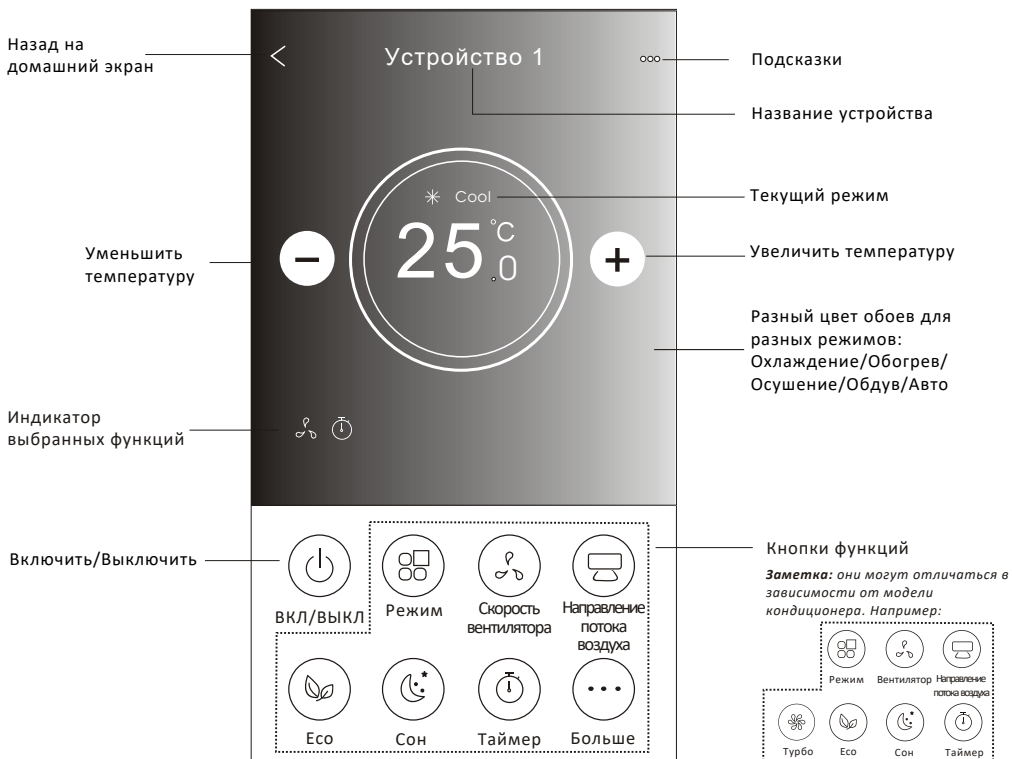 Назад на
домашний экран
Устройство 1
Подсказки
Название устройства
Cool
Текущий режим
25.0 °C
Уменьшить
температуру
Увеличить температуру
Разный цвет обоев для
разных режимов:
Охлаждение/Обогрев/
Осушение/Обдув/Авто
Индикатор
выбранных функций
Включить/Выключить
ВКЛ/ВЫКЛ
Режим
Скорость
вентилятора
Направление
потока
воздуха
Eco
Сон
Таймер
Больше
Кнопки функций
Заметка: они могут отличаться в
зависимости от модели
кондиционера. Например:
Режим
Вентилятор
Направление
потока воздуха
Турбо
Eco
Сон
Таймер